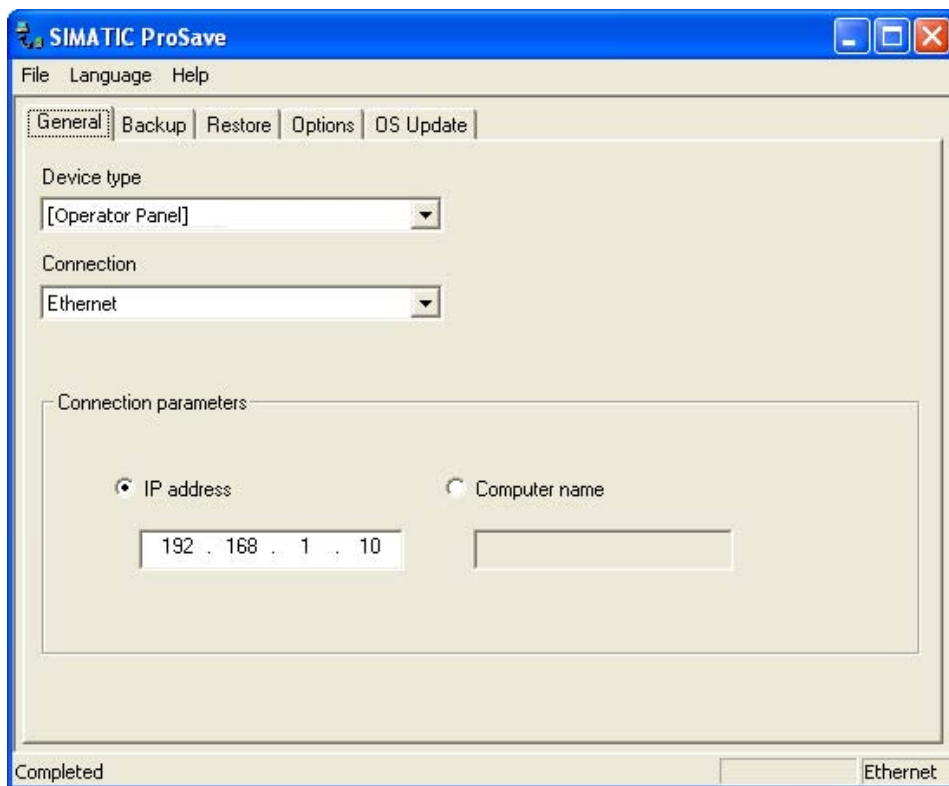 SIMATIC ProSave
File Language Help
General Backup Restore Options OS Update
Device type
[Operator Panel]
Connection
Ethernet
Connection parameters
IP address Computer name
192 . 168 . 1 . 10
Completed Ethernet